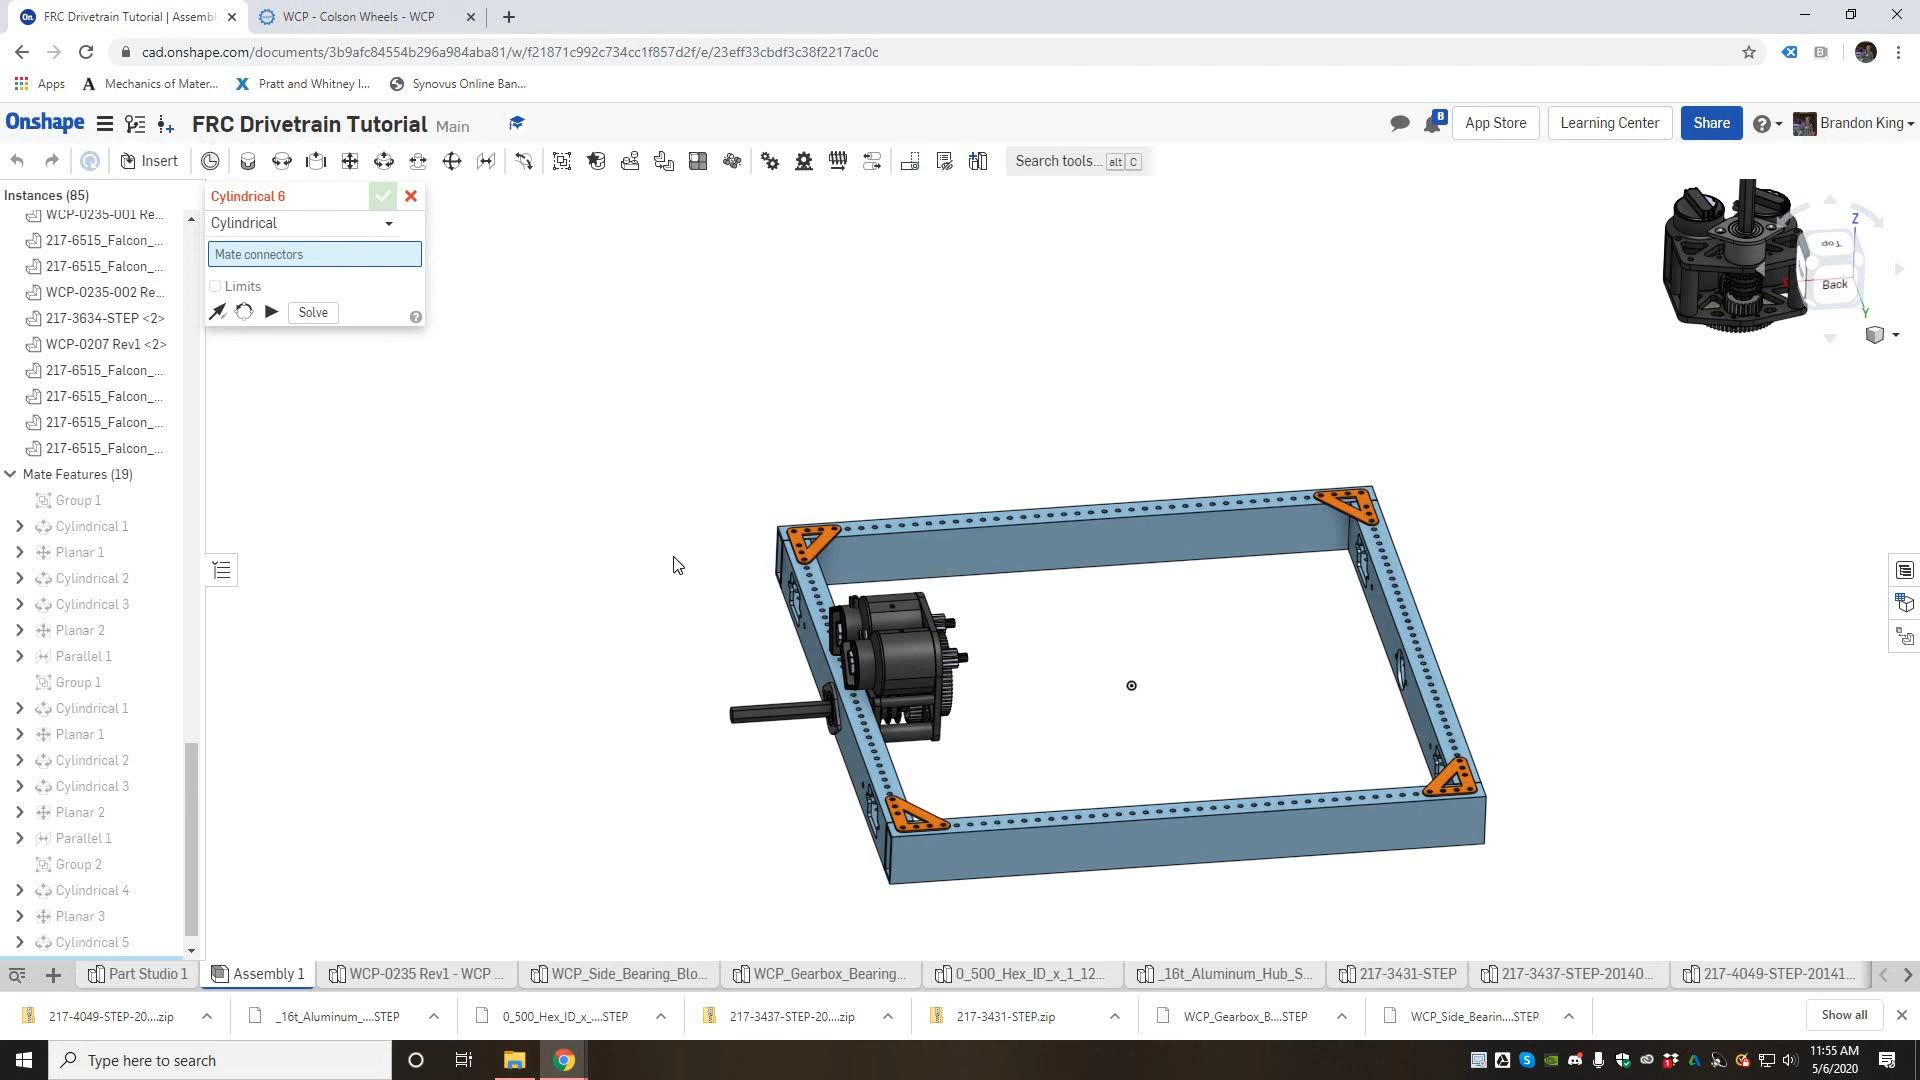 FRC Drivetrain Tutorial | Assembl
WCP - Colson Wheels - WCP
cad.onshape.com/documents/3b9afc84554b296a984aba81/w/f21871c992c734cc1f857d2f/e/23eff33cbdf3c38f2217ac0c
Apps
Mechanics of Mater...
Pratt and Whitney I...
Synovus Online Ban...
Onshape
FRC Drivetrain Tutorial
Main
8
App Store
Learning Center
Share
Brandon King
Insert
Search tools...
alt
C
Instances (85)
WCP-0235-001 Re...
217-6515_Falcon_...
217-6515_Falcon_...
WCP-0235-002 Re...
217-3634-STEP <2>
WCP-0207 Rev1 <2>
217-6515_Falcon_...
217-6515_Falcon_...
217-6515_Falcon_...
217-6515_Falcon_...
Mate Features (19)
Group 1
Cylindrical 1
Planar 1
Cylindrical 2
Cylindrical 3
Planar 2
Parallel 1
Group 1
Cylindrical 1
Planar 1
Cylindrical 2
Cylindrical 3
Planar 2
Parallel 1
Group 2
Cylindrical 4
Planar 3
Cylindrical 5
Cylindrical 6
Cylindrical
Mate connectors
Limits
Solve
Z
Top
X
Back
Y
Part Studio 1
Assembly 1
WCP-0235 Rev1 - WCP ...
WCP_Side_Bearing_Blo...
WCP_Gearbox_Bearing...
0_500_Hex_ID_x_1_12...
_16t_Aluminum_Hub_S...
217-3431-STEP
217-3437-STEP-20140...
217-4049-STEP-20141...
217-4049-STEP-20....zip
_16t_Aluminum_....STEP
0_500_Hex_ID_x_....STEP
217-3437-STEP-20....zip
217-3431-STEP.zip
WCP_Gearbox_B....STEP
WCP_Side_Bearin....STEP
Show all
Type here to search
11:55 AM
5/6/2020